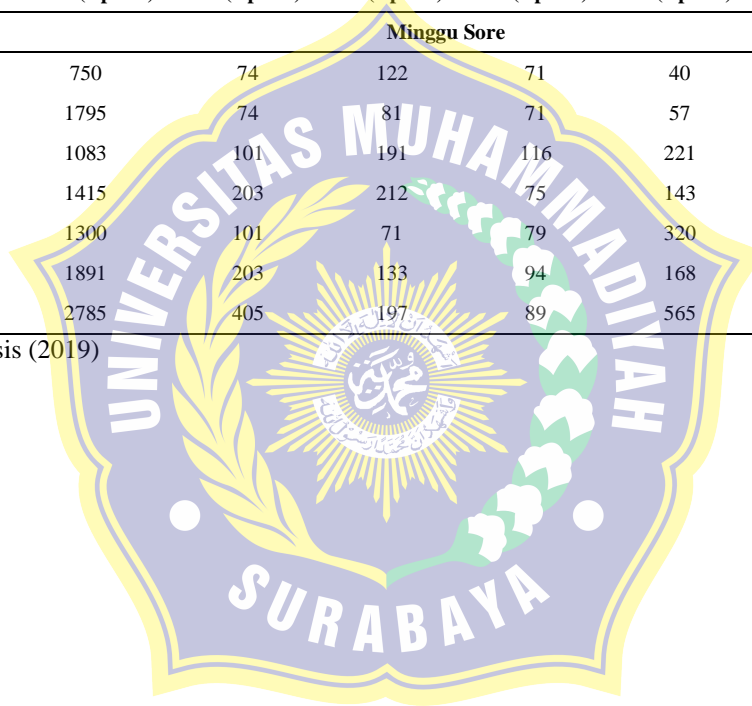 Minggu Sore
750 74 122 71 40
1795 74 81 71 57
1083 101 191 116 221
1415 203 212 75 143
1300 101 71 79 320
1891 203 133 94 168
2785 405 197 89 565
sis (2019)
UNIVERSITAS MUHAMMADIYAH
SURABAYA